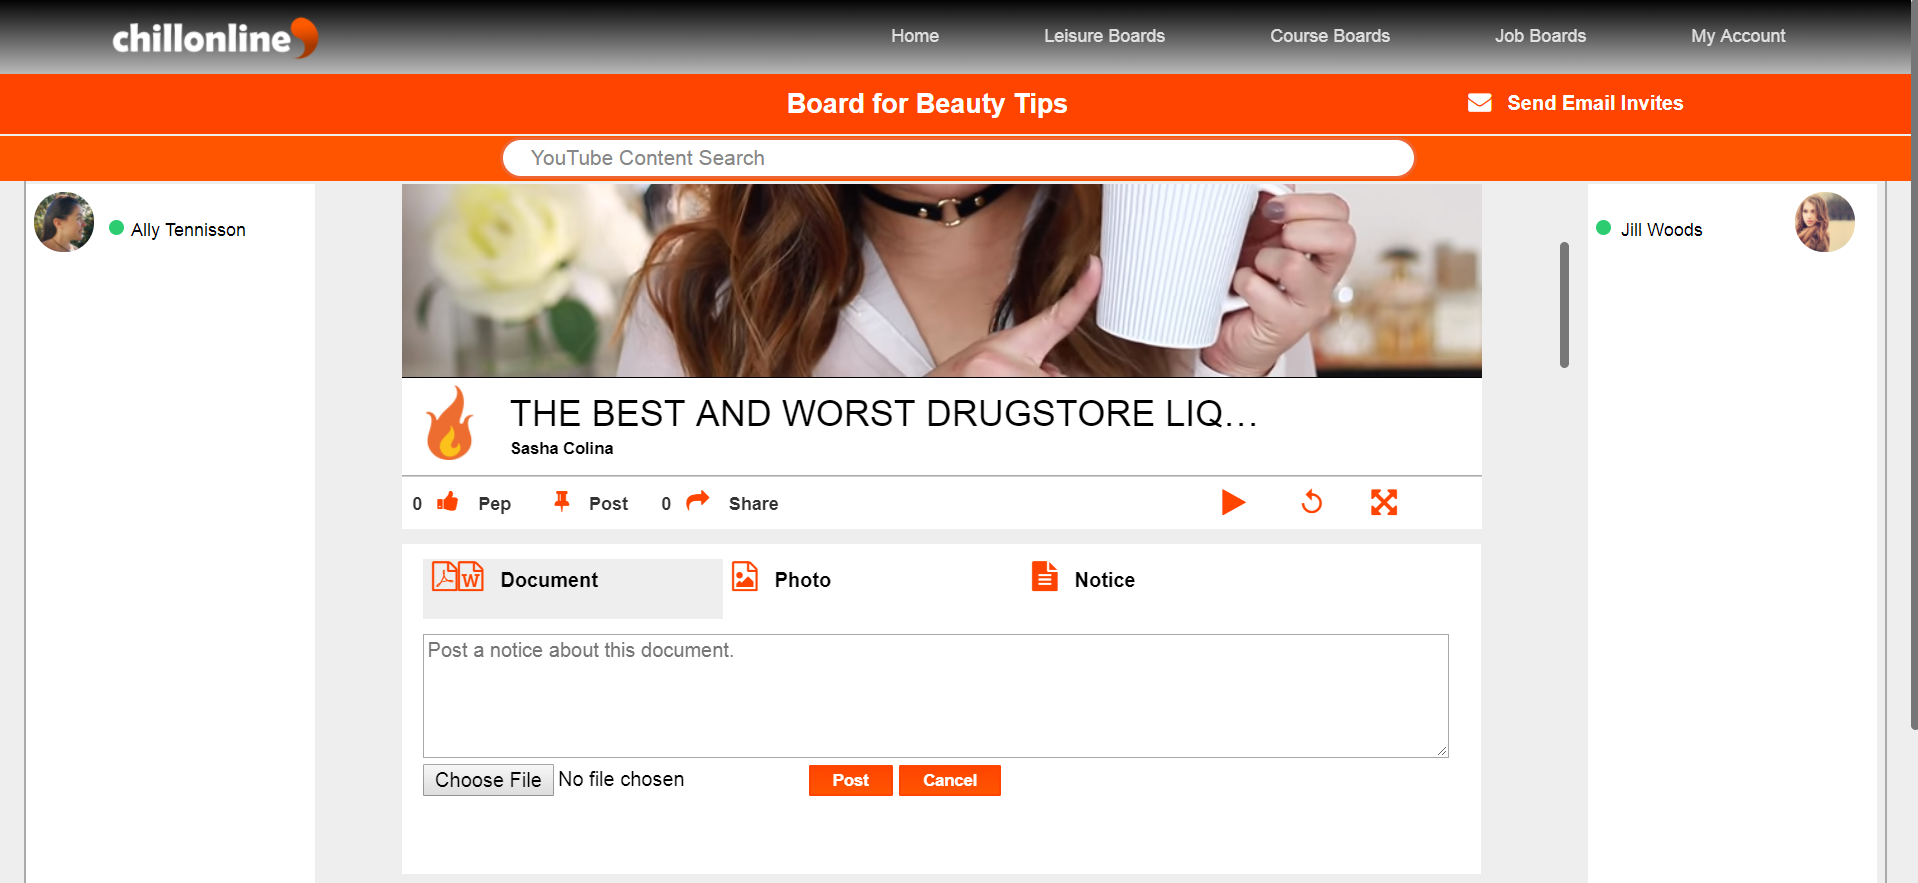 chillonline
Home Leisure Boards Course Boards Job Boards My Account
Board for Beauty Tips
Send Email Invites
YouTube Content Search
Ally Tennisson
Jill Woods
THE BEST AND WORST DRUGSTORE LIQ...
Sasha Colina
0 Pep Post 0 Share
W Document Photo Notice
Post a notice about this document.
Choose File No file chosen Post Cancel